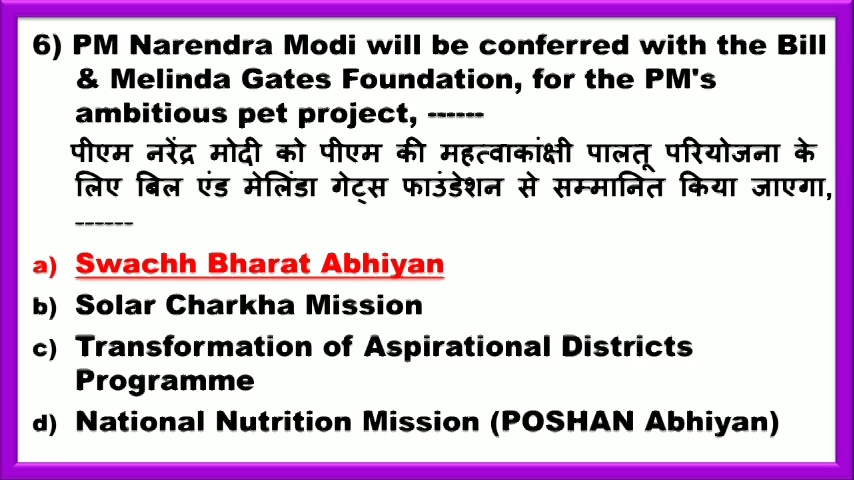 6) PM Narendra Modi will be conferred with the Bill
& Melinda Gates Foundation, for the PM's
ambitious pet project, ------
पीएम नरेंद्र मोदी को पीएम की महत्वाकांक्षी पालतू परियोजना के
लिए बिल एंड मेलिंडा गेट्स फाउंडेशन से सम्मानित किया जाएगा,
------
a) Swachh Bharat Abhiyan
b) Solar Charkha Mission
c) Transformation of Aspirational Districts
Programme
d) National Nutrition Mission (POSHAN Abhiyan)